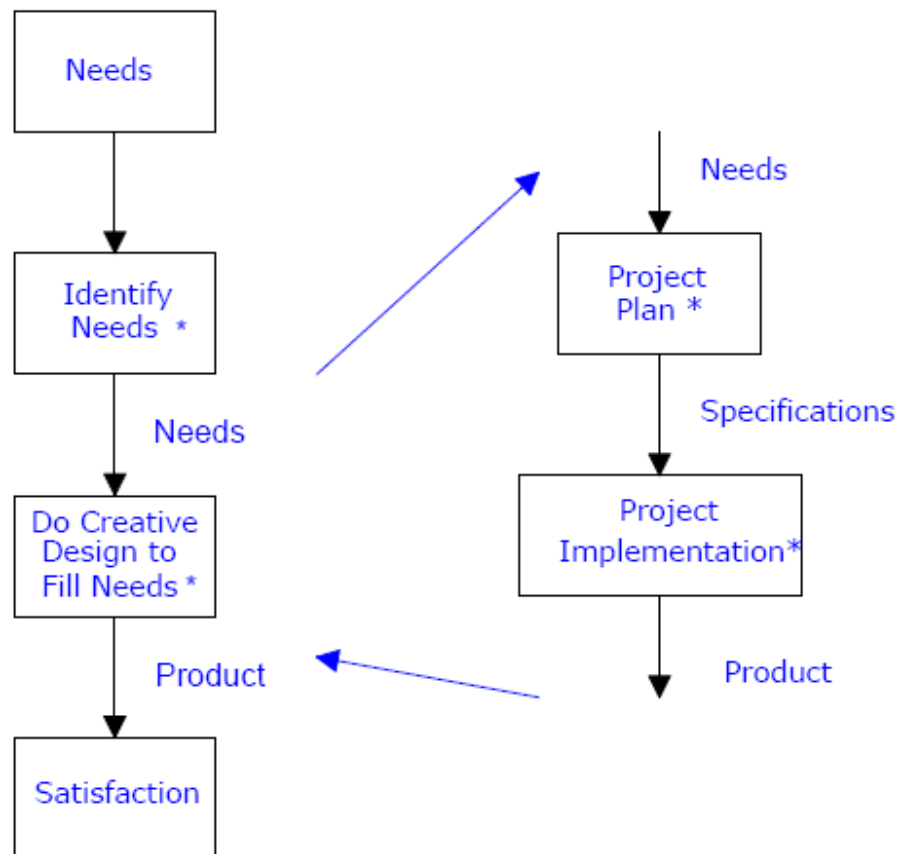 Needs
Identify
Needs *
Needs
Do Creative
Design to
Fill Needs *
Product
Satisfaction
Needs
Project
Plan *
Specifications
Project
Implementation*
Product